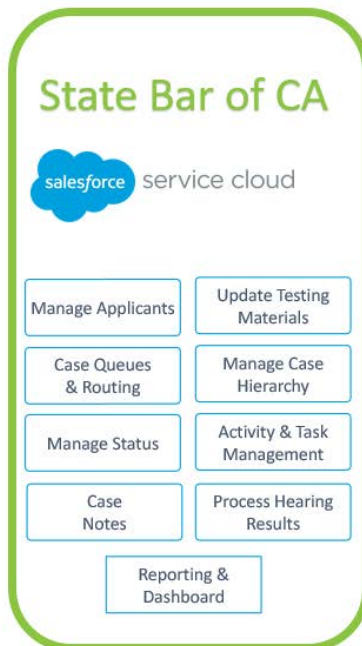 State Bar of CA
salesforce service cloud
Manage Applicants
Update Testing
Materials
Case Queues
& Routing
Manage Case
Hierarchy
Manage Status
Activity & Task
Management
Case
Notes
Process Hearing
Results
Reporting &
Dashboard